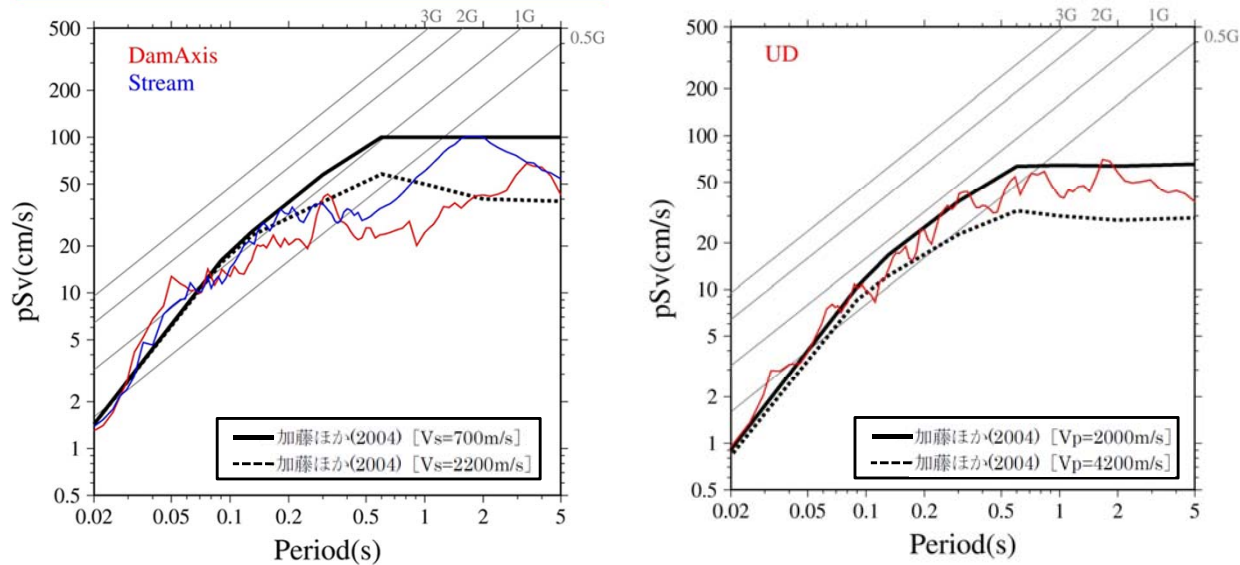 3G 2G 1G
0.5G
500
200
100
50
20
10
5
2
1
0.5
pSv(cm/s)
DamAxis
Stream
加藤ほか(2004)［Vs=700m/s］
加藤ほか(2004)［Vs=2200m/s］
0.02 0.05 0.1 0.2 0.5 1 2 5
Period(s)
3G 2G 1G
0.5G
500
200
100
50
20
10
5
2
1
0.5
pSv(cm/s)
UD
加藤ほか(2004)［Vp=2000m/s］
加藤ほか(2004)［Vp=4200m/s］
0.02 0.05 0.1 0.2 0.5 1 2 5
Period(s)